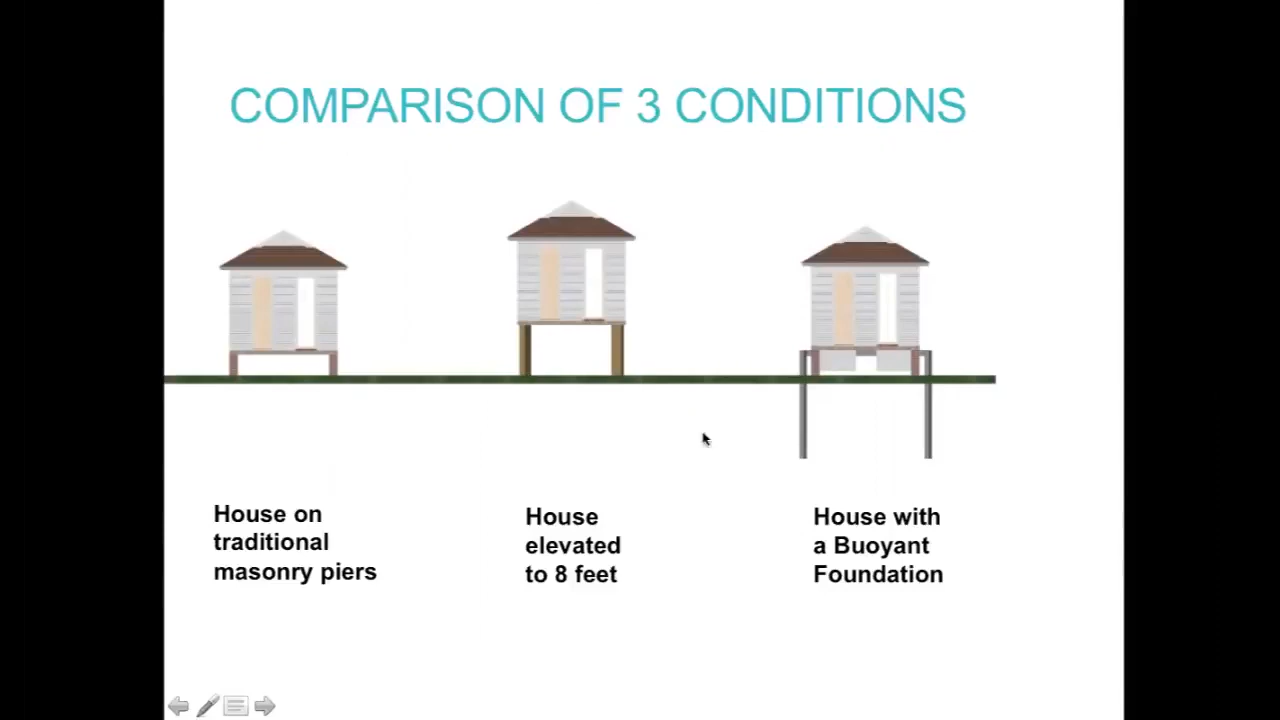 COMPARISON OF 3 CONDITIONS
House on
traditional
masonry piers
House
elevated
to 8 feet
House with
a Buoyant
Foundation